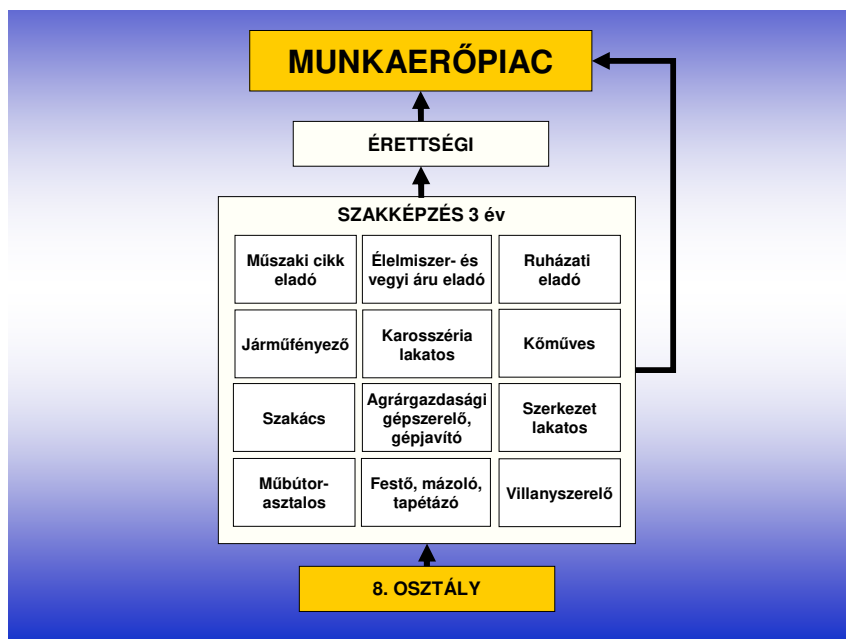 MUNKAERŐPIAC
ÉRETTSÉGI
SZAKKÉPZÉS 3 év
Műszaki cikk
eladó
Élelmiszer- és
vegyi áru eladó
Ruházati
eladó
Járműfényező
Karosszéria
lakatos
Kőműves
Szakács
Agrárgazdasági
gépszerelő,
gépjavító
Szerkezet
lakatos
Műbútor-
asztalos
Festő, mázoló,
tapétázó
Villanyszerelő
8. OSZTÁLY